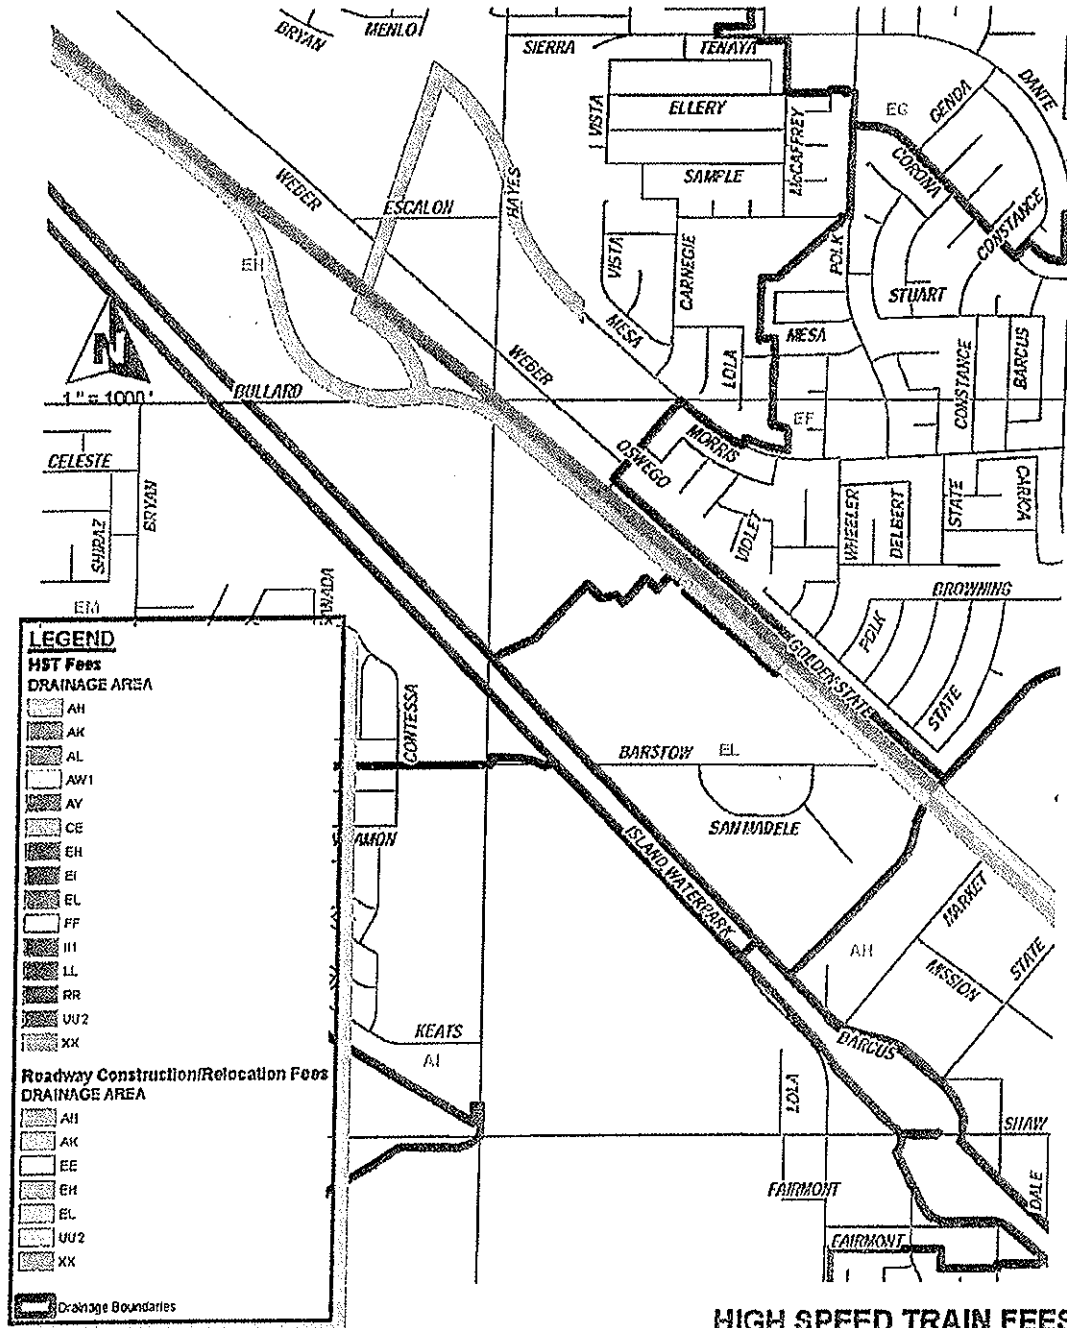 BRYAN
MENLO
SIERRA
TENAYA
VISTA
ELLERY
McCAFFREY
EG
GENOA
DANTE
CORONA
SAMPLE
CONSTANCE
WEBER
ESCALON
HAYES
EH
VISTA
CARNEGIE
POLK
STUART
MESA
MESA
LOLA
CONSTANCE
BARCUS
N
1" = 1000'
BULLARD
WEBER
EF
MORRIS
OSWEGO
CELESTE
BRYAN
SHIRAZ
VIOLET
WHEELER
DELBERT
STATE
CARICA
EM
BROWNING
POLK
GOLDEN STATE
STATE
CONTESSA
BARSTOW
EL
SAN MADELE
ISLAND WATERPARK
MARKET
AH
MISSION
STATE
KEATS
AI
BARCUS
LOLA
SHAW
DALE
FAIRMONT
FAIRMONT
LEGEND
HST Fees
DRAINAGE AREA
AH
AK
AL
AW1
AY
CE
EH
EI
EL
FF
II1
LL
RR
UU2
XX
Roadway Construction/Relocation Fees
DRAINAGE AREA
AH
AK
EE
EH
EL
UU2
XX
Drainage Boundaries
HIGH SPEED TRAIN FEES